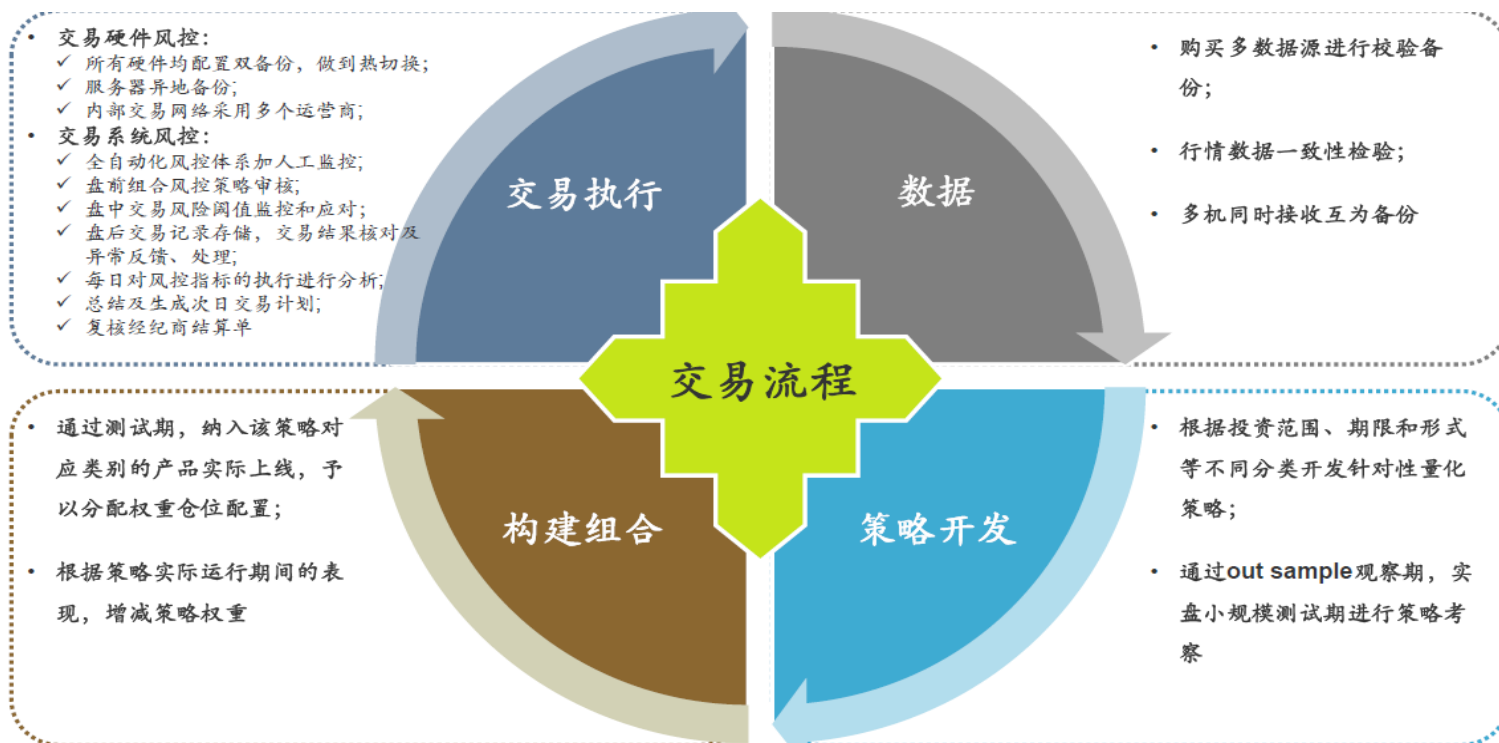 • 交易硬件风控：
✓ 所有硬件均配置双备份，做到热切换；
✓ 服务器异地备份；
✓ 内部交易网络采用多个运营商；
• 交易系统风控：
✓ 全自动化风控体系加人工监控；
✓ 盘前组合风控策略审核；
✓ 盘中交易风险阈值监控和应对；
✓ 盘后交易记录存储，交易结果核对及
异常反馈、处理；
✓ 每日对风控指标的执行进行分析；
✓ 总结及生成次日交易计划；
✓ 复核经纪商结算单
交易执行
数据
• 购买多数据源进行校验备
份；
• 行情数据一致性检验；
• 多机同时接收互为备份
交易流程
• 通过测试期，纳入该策略对
应类别的产品实际上线，予
以分配权重仓位配置；
• 根据策略实际运行期间的表
现，增减策略权重
构建组合
策略开发
• 根据投资范围、期限和形式
等不同分类开发针对性量化
策略；
• 通过out sample观察期，实
盘小规模测试期进行策略考
察